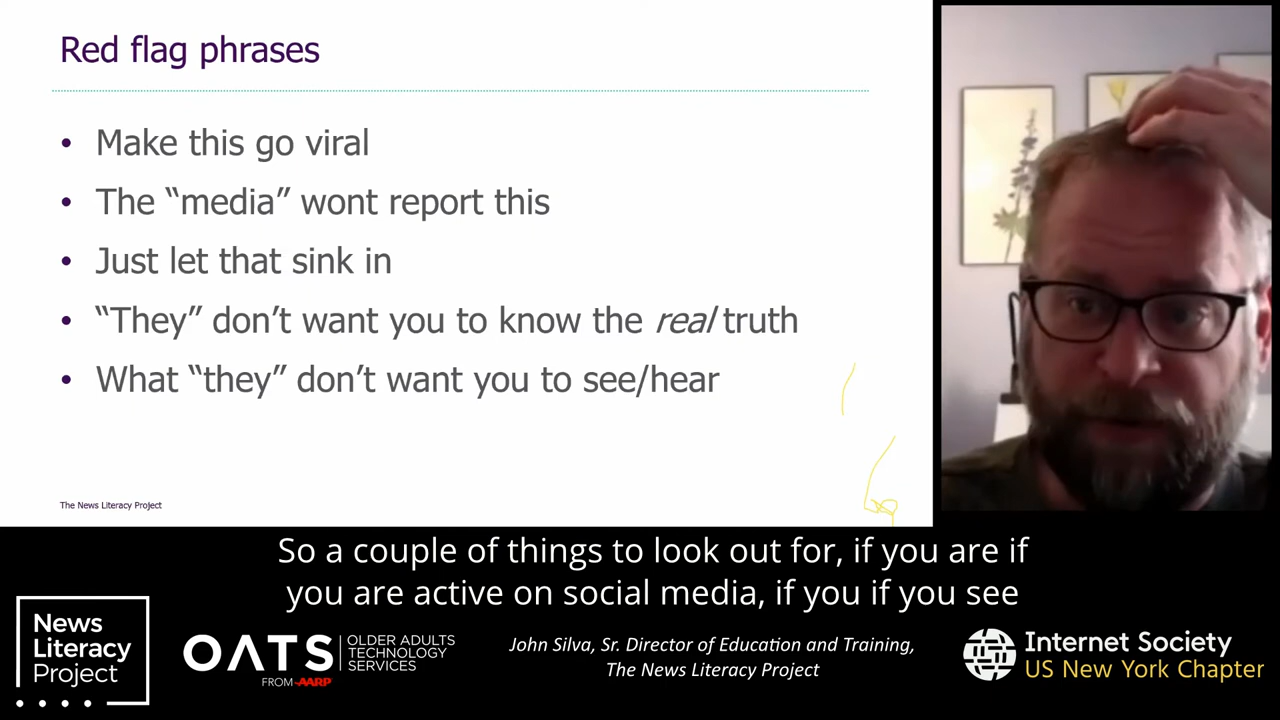 Red flag phrases
• Make this go viral
• The “media” wont report this
• Just let that sink in
• “They” don’t want you to know the real truth
• What “they” don’t want you to see/hear
The News Literacy Project
So a couple of things to look out for, if you are if
you are active on social media, if you if you see
News
Literacy
Project
OATS
OLDER ADULTS
TECHNOLOGY
SERVICES
FROM AARP
John Silva, Sr. Director of Education and Training,
The News Literacy Project
Internet Society
US New York Chapter